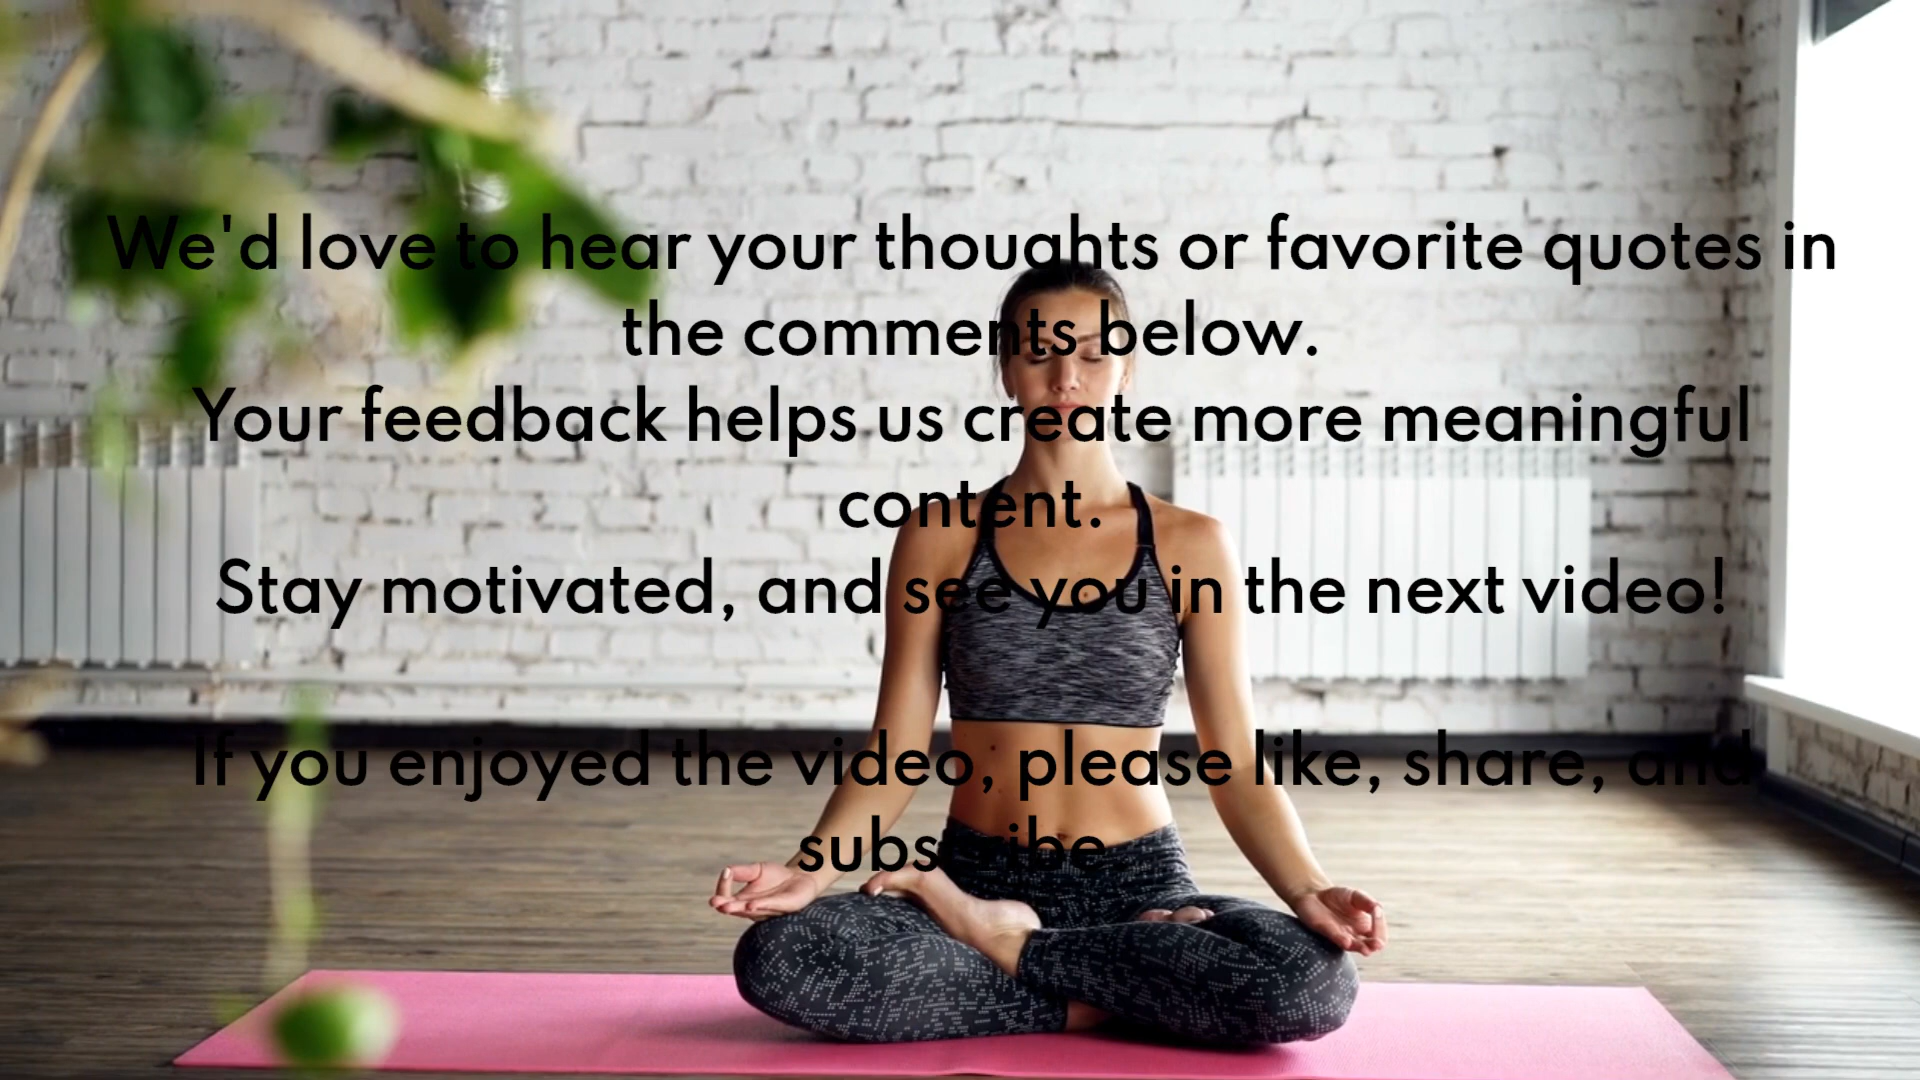 We'd love to hear your thoughts or favorite quotes in
the comments below.
Your feedback helps us create more meaningful
content.
Stay motivated, and see you in the next video!
If you enjoyed the video, please like, share, and
subscribe